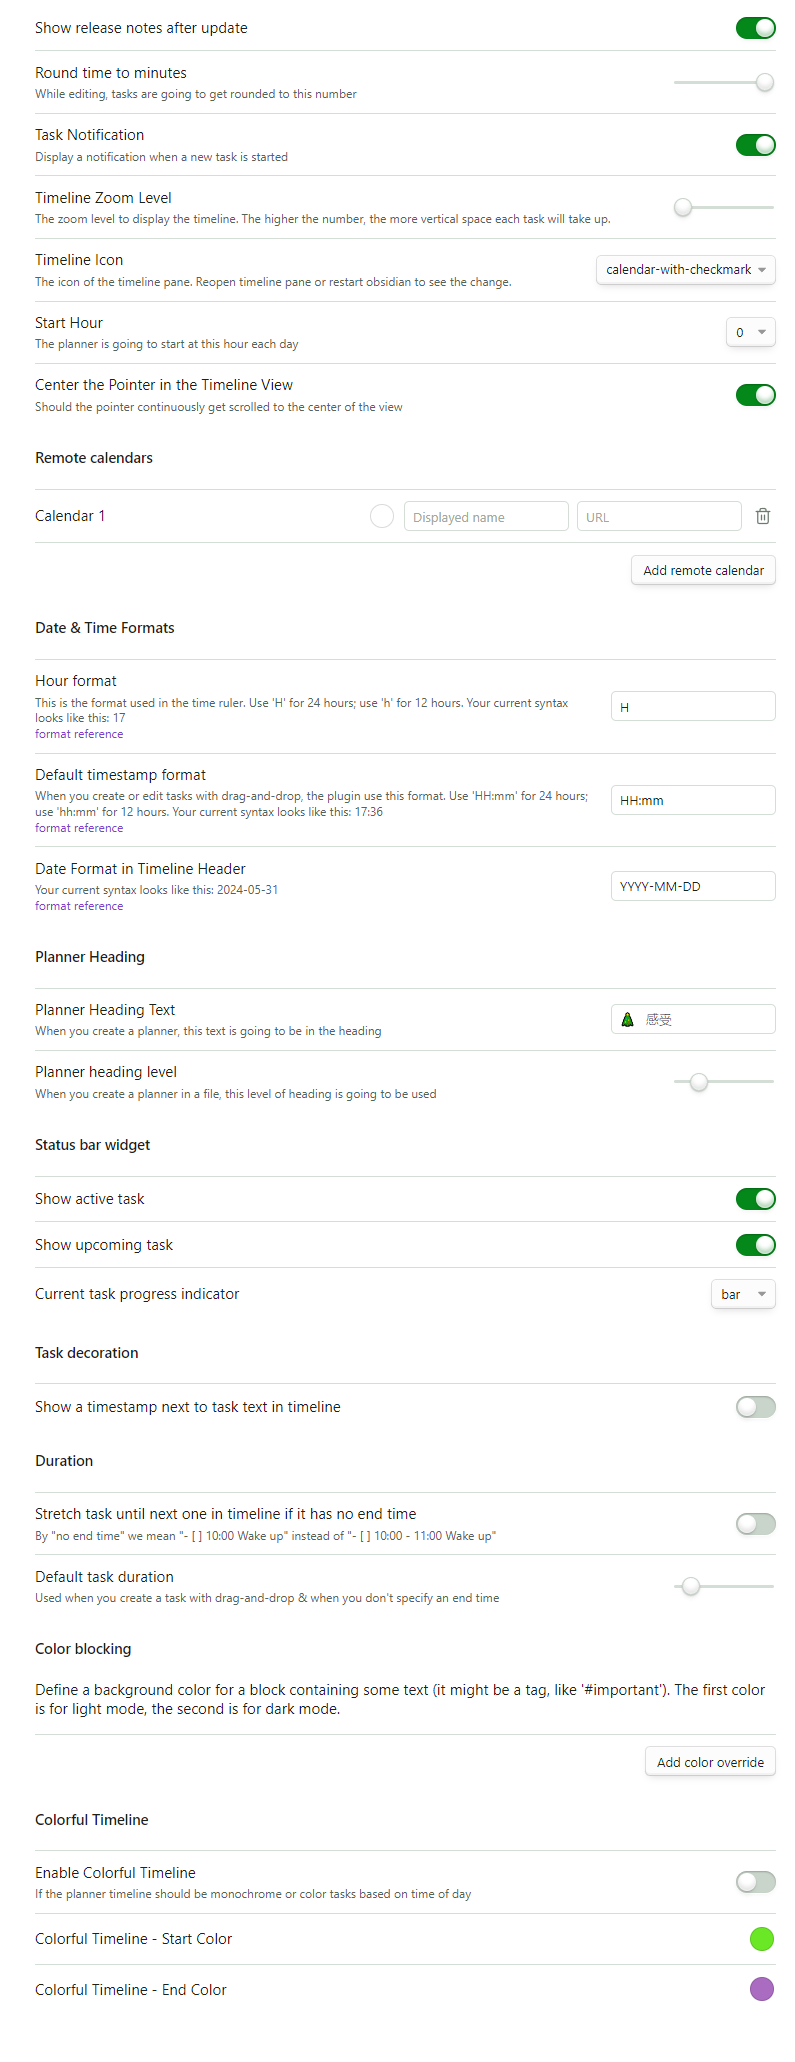 Show release notes after update
Round time to minutes
While editing, tasks are going to get rounded to this number
Task Notification
Display a notification when a new task is started
Timeline Zoom Level
The zoom level to display the timeline. The higher the number, the more vertical space each task will take up.
Timeline Icon
The icon of the timeline pane. Reopen timeline pane or restart obsidian to see the change.
calendar-with-checkmark
Start Hour
The planner is going to start at this hour each day
0
Center the Pointer in the Timeline View
Should the pointer continuously get scrolled to the center of the view
Remote calendars
Calendar 1
Displayed name
URL
Add remote calendar
Date & Time Formats
Hour format
This is the format used in the time ruler. Use 'H' for 24 hours; use 'h' for 12 hours. Your current syntax
looks like this: 17
format reference
H
Default timestamp format
When you create or edit tasks with drag-and-drop, the plugin use this format. Use 'HH:mm' for 24 hours;
use 'hh:mm' for 12 hours. Your current syntax looks like this: 17:36
format reference
HH:mm
Date Format in Timeline Header
Your current syntax looks like this: 2024-05-31
format reference
YYYY-MM-DD
Planner Heading
Planner Heading Text
When you create a planner, this text is going to be in the heading
🎄 感受
Planner heading level
When you create a planner in a file, this level of heading is going to be used
Status bar widget
Show active task
Show upcoming task
Current task progress indicator
bar
Task decoration
Show a timestamp next to task text in timeline
Duration
Stretch task until next one in timeline if it has no end time
By "no end time" we mean "- [ ] 10:00 Wake up" instead of "- [ ] 10:00 - 11:00 Wake up"
Default task duration
Used when you create a task with drag-and-drop & when you don't specify an end time
Color blocking
Define a background color for a block containing some text (it might be a tag, like '#important'). The first color
is for light mode, the second is for dark mode.
Add color override
Colorful Timeline
Enable Colorful Timeline
If the planner timeline should be monochrome or color tasks based on time of day
Colorful Timeline - Start Color
Colorful Timeline - End Color